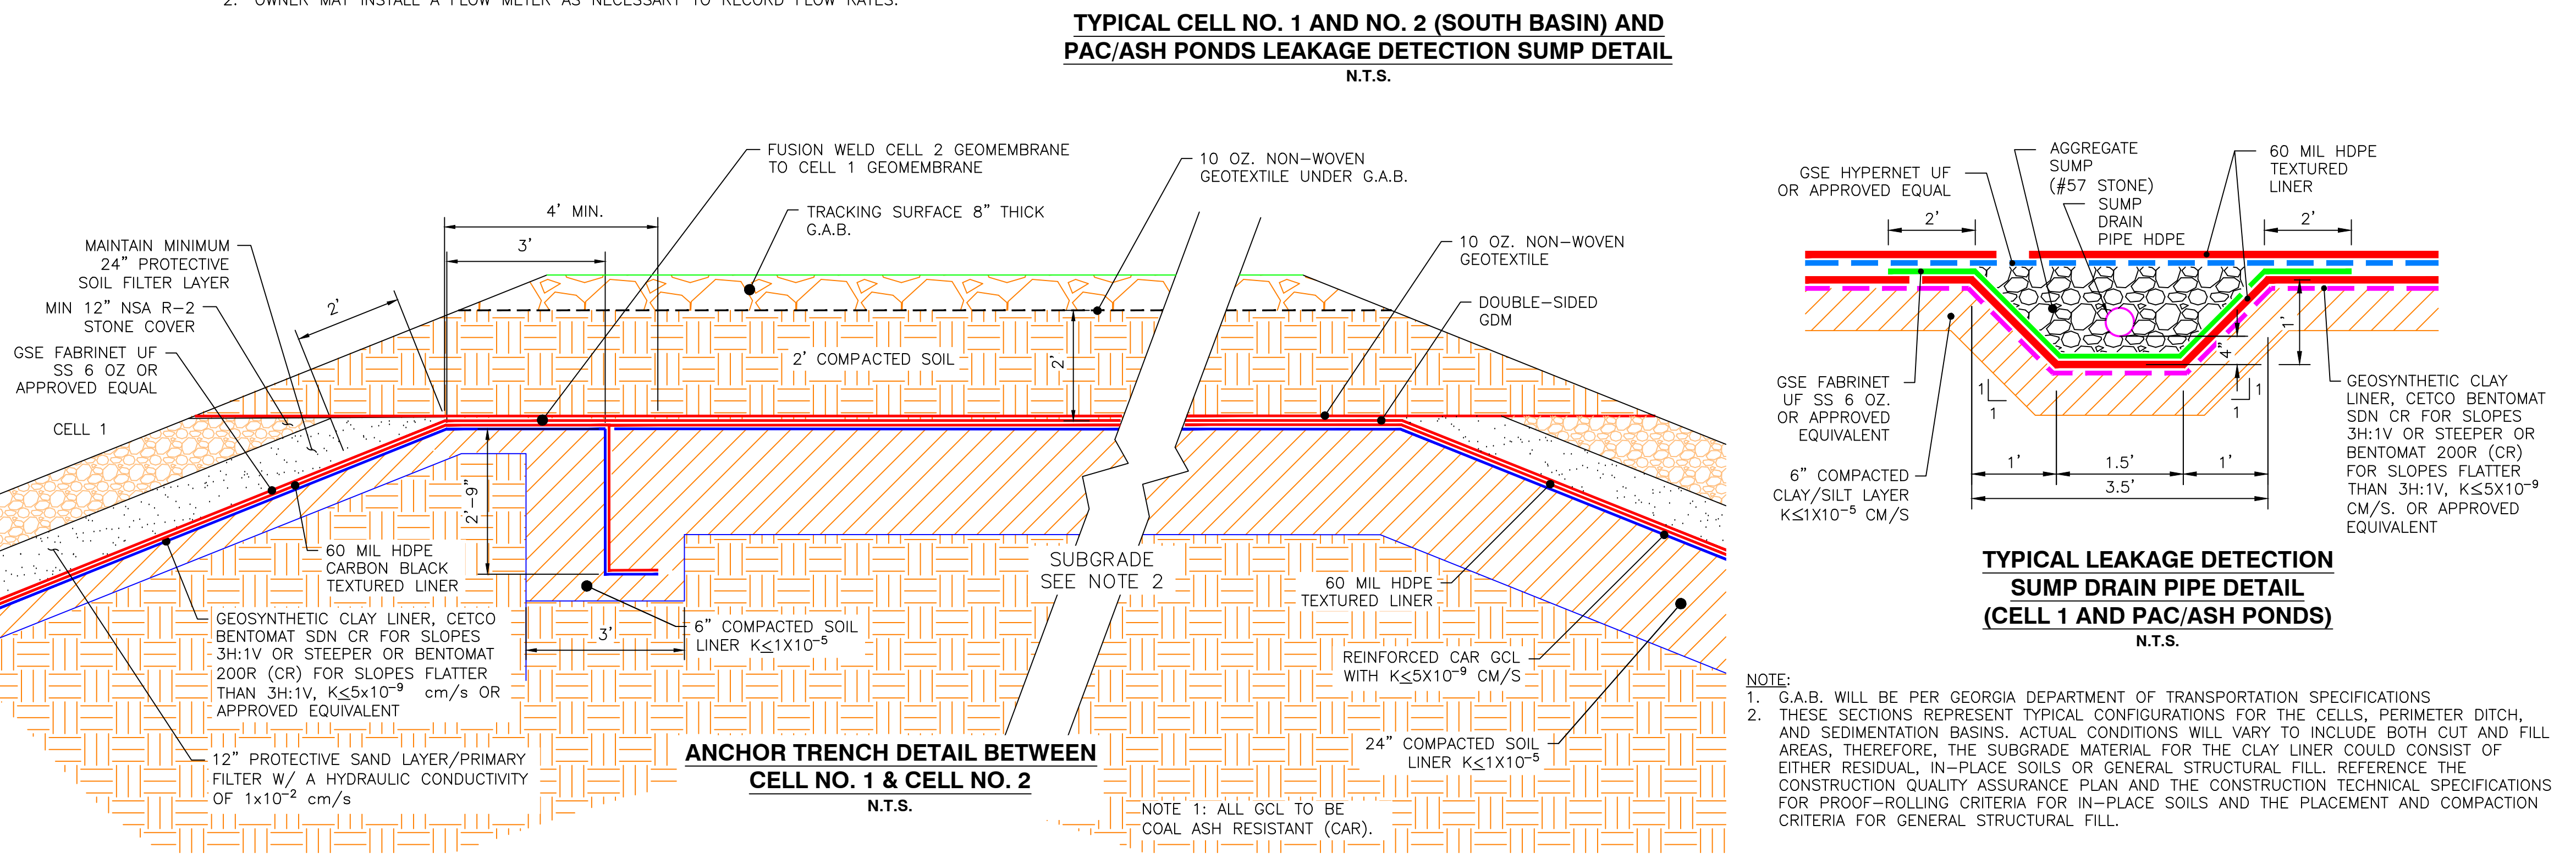 2. OWNER MAY INSTALL A FLOW METER AS NECESSARY TO RECORD FLOW RATES.
TYPICAL CELL NO. 1 AND NO. 2 (SOUTH BASIN) AND
PAC/ASH PONDS LEAKAGE DETECTION SUMP DETAIL
N.T.S.
FUSION WELD CELL 2 GEOMEMBRANE
TO CELL 1 GEOMEMBRANE
10 OZ. NON-WOVEN
GEOTEXTILE UNDER G.A.B.
4' MIN.
3'
TRACKING SURFACE 8" THICK
G.A.B.
MAINTAIN MINIMUM
24" PROTECTIVE
SOIL FILTER LAYER
2'
MIN 12" NSA R-2
STONE COVER
GSE FABRINET UF
SS 6 OZ OR
APPROVED EQUAL
CELL 1
10 OZ. NON-WOVEN
GEOTEXTILE
DOUBLE-SIDED
GDM
2' COMPACTED SOIL
2'
2'-9"
60 MIL HDPE
CARBON BLACK
TEXTURED LINER
SUBGRADE
SEE NOTE 2
60 MIL HDPE
TEXTURED LINER
GEOSYNTHETIC CLAY LINER, CETCO
BENTOMAT SDN CR FOR SLOPES
3H:1V OR STEEPER OR BENTOMAT
200R (CR) FOR SLOPES FLATTER
THAN 3H:1V, K≤5x10⁻⁹ cm/s OR
APPROVED EQUIVALENT
3'
6" COMPACTED SOIL
LINER K≤1X10⁻⁵
REINFORCED CAR GCL
WITH K≤5X10⁻⁹ CM/S
12" PROTECTIVE SAND LAYER/PRIMARY
FILTER W/ A HYDRAULIC CONDUCTIVITY
OF 1x10⁻² cm/s
24" COMPACTED SOIL
LINER K≤1X10⁻⁵
ANCHOR TRENCH DETAIL BETWEEN
CELL NO. 1 & CELL NO. 2
N.T.S.
NOTE 1: ALL GCL TO BE
COAL ASH RESISTANT (CAR).
GSE HYPERNET UF
OR APPROVED EQUAL
AGGREGATE
SUMP
(#57 STONE)
SUMP
DRAIN
PIPE HDPE
60 MIL HDPE
TEXTURED
LINER
2'
2'
1'
4"
GSE FABRINET
UF SS 6 OZ.
OR APPROVED
EQUIVALENT
1
1
1
1
6" COMPACTED
CLAY/SILT LAYER
K≤1X10⁻⁵ CM/S
1'
1.5'
1'
3.5'
GEOSYNTHETIC CLAY
LINER, CETCO BENTOMAT
SDN CR FOR SLOPES
3H:1V OR STEEPER OR
BENTOMAT 200R (CR)
FOR SLOPES FLATTER
THAN 3H:1V, K≤5X10⁻⁹
CM/S. OR APPROVED
EQUIVALENT
TYPICAL LEAKAGE DETECTION
SUMP DRAIN PIPE DETAIL
(CELL 1 AND PAC/ASH PONDS)
N.T.S.
NOTE:
1. G.A.B. WILL BE PER GEORGIA DEPARTMENT OF TRANSPORTATION SPECIFICATIONS
2. THESE SECTIONS REPRESENT TYPICAL CONFIGURATIONS FOR THE CELLS, PERIMETER DITCH,
AND SEDIMENTATION BASINS. ACTUAL CONDITIONS WILL VARY TO INCLUDE BOTH CUT AND FILL
AREAS, THEREFORE, THE SUBGRADE MATERIAL FOR THE CLAY LINER COULD CONSIST OF
EITHER RESIDUAL, IN-PLACE SOILS OR GENERAL STRUCTURAL FILL. REFERENCE THE
CONSTRUCTION QUALITY ASSURANCE PLAN AND THE CONSTRUCTION TECHNICAL SPECIFICATIONS
FOR PROOF-ROLLING CRITERIA FOR IN-PLACE SOILS AND THE PLACEMENT AND COMPACTION
CRITERIA FOR GENERAL STRUCTURAL FILL.